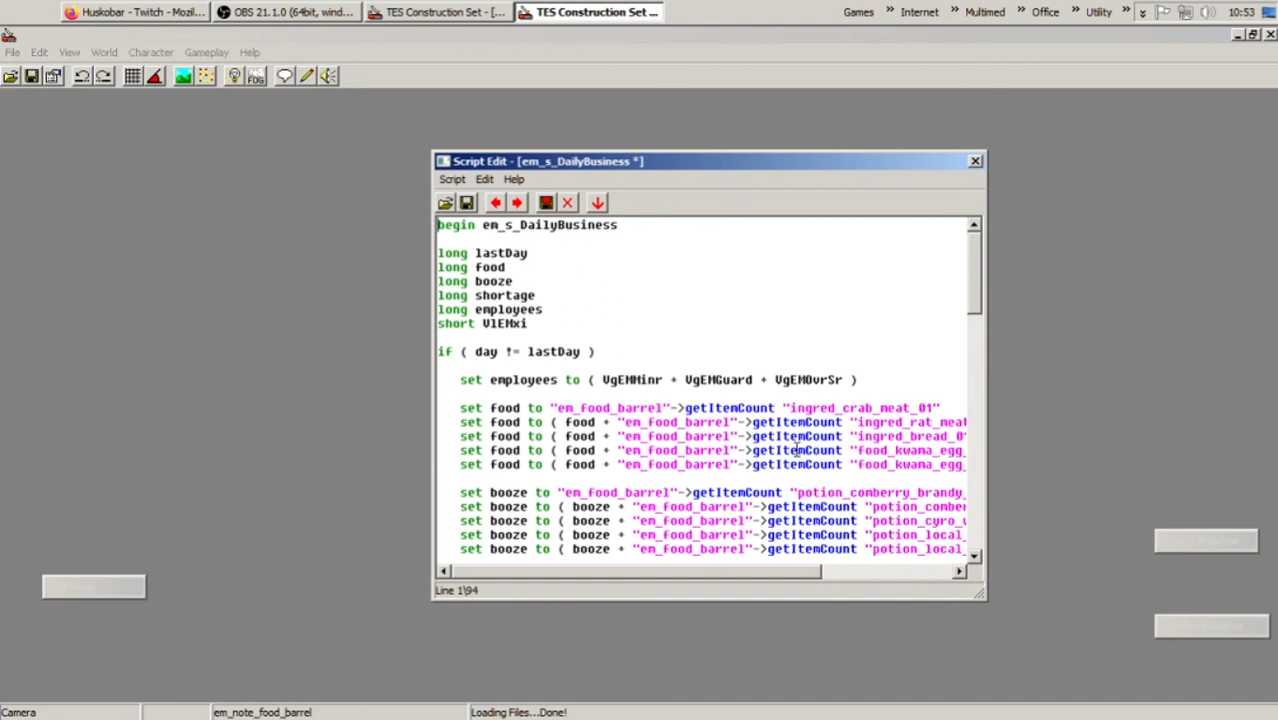 Huskobar - Twitch - Mozil... OBS 21.1.0 (64bit, wind... TES Construction Set - [... TES Construction Set ... Games » Internet » Multimed » Office » Utility » 10:53
File Edit View World Character Gameplay Help
FOG
Script Edit - [em_s_DailyBusiness *]
Script Edit Help
begin em_s_DailyBusiness
long lastDay
long food
long booze
long shortage
long employees
short VlEMxi
if ( day != lastDay )
set employees to ( VgEMMinr + VgEMGuard + VgEMOvrSr )
set food to "em_food_barrel"->getItemCount "ingred_crab_meat_01"
set food to ( food + "em_food_barrel"->getItemCount "ingred_rat_meat
set food to ( food + "em_food_barrel"->getItemCount "ingred_bread_0
set food to ( food + "em_food_barrel"->getItemCount "food_kwama_egg_
set food to ( food + "em_food_barrel"->getItemCount "food_kwama_egg_
set booze to "em_food_barrel"->getItemCount "potion_comberry_brandy_
set booze to ( booze + "em_food_barrel"->getItemCount "potion_comber
set booze to ( booze + "em_food_barrel"->getItemCount "potion_cyro_
set booze to ( booze + "em_food_barrel"->getItemCount "potion_local_
set booze to ( booze + "em_food_barrel"->getItemCount "potion_local_
Line 1\94
Camera em_note_food_barrel Loading Files...Done!